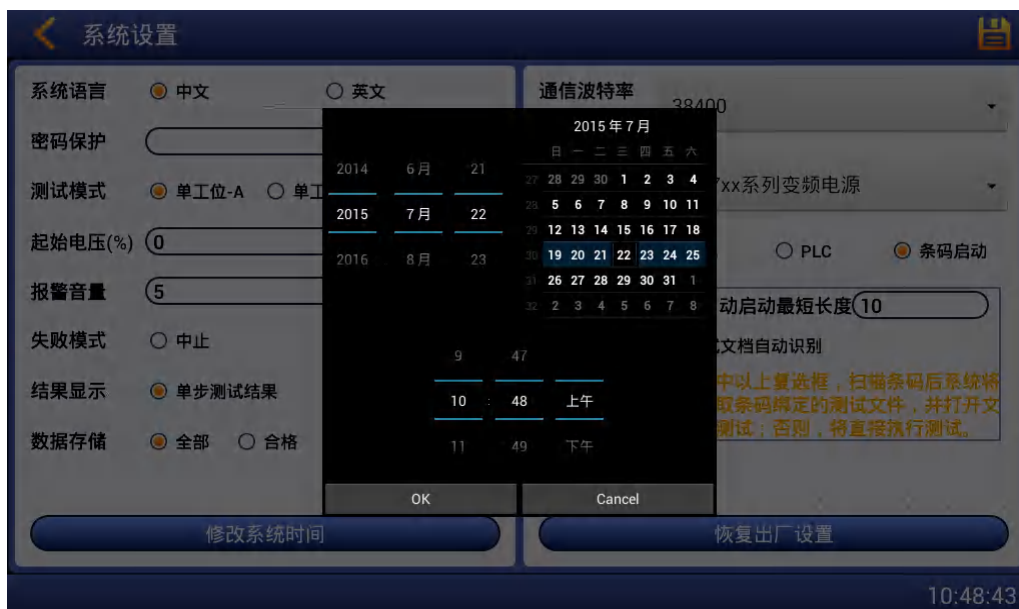 系统设置
系统语言 中文 英文
密码保护
测试模式 单工位-A 单工
起始电压(%) 0
报警音量 5
失败模式 中止
结果显示 单步测试结果
数据存储 全部 合格
修改系统时间
2014 6月 21
2015 7月 22
2016 8月 23
2015年7月
日 一 二 三 四 五 六
27 28 29 30 1 2 3 4
28 5 6 7 8 9 10 11
29 12 13 14 15 16 17 18
30 19 20 21 22 23 24 25
31 26 27 28 29 30 31 1
32 2 3 4 5 6 7 8
9 47
10 : 48 上午
11 49 下午
OK Cancel
通信波特率 38400
7xx系列变频电源
PLC 条码启动
动启动最短长度 10
文档自动识别
中以上复选框，扫描条码后系统将
取条码绑定的测试文件，并打开文
测试；否则，将直接执行测试。
恢复出厂设置
10:48:43